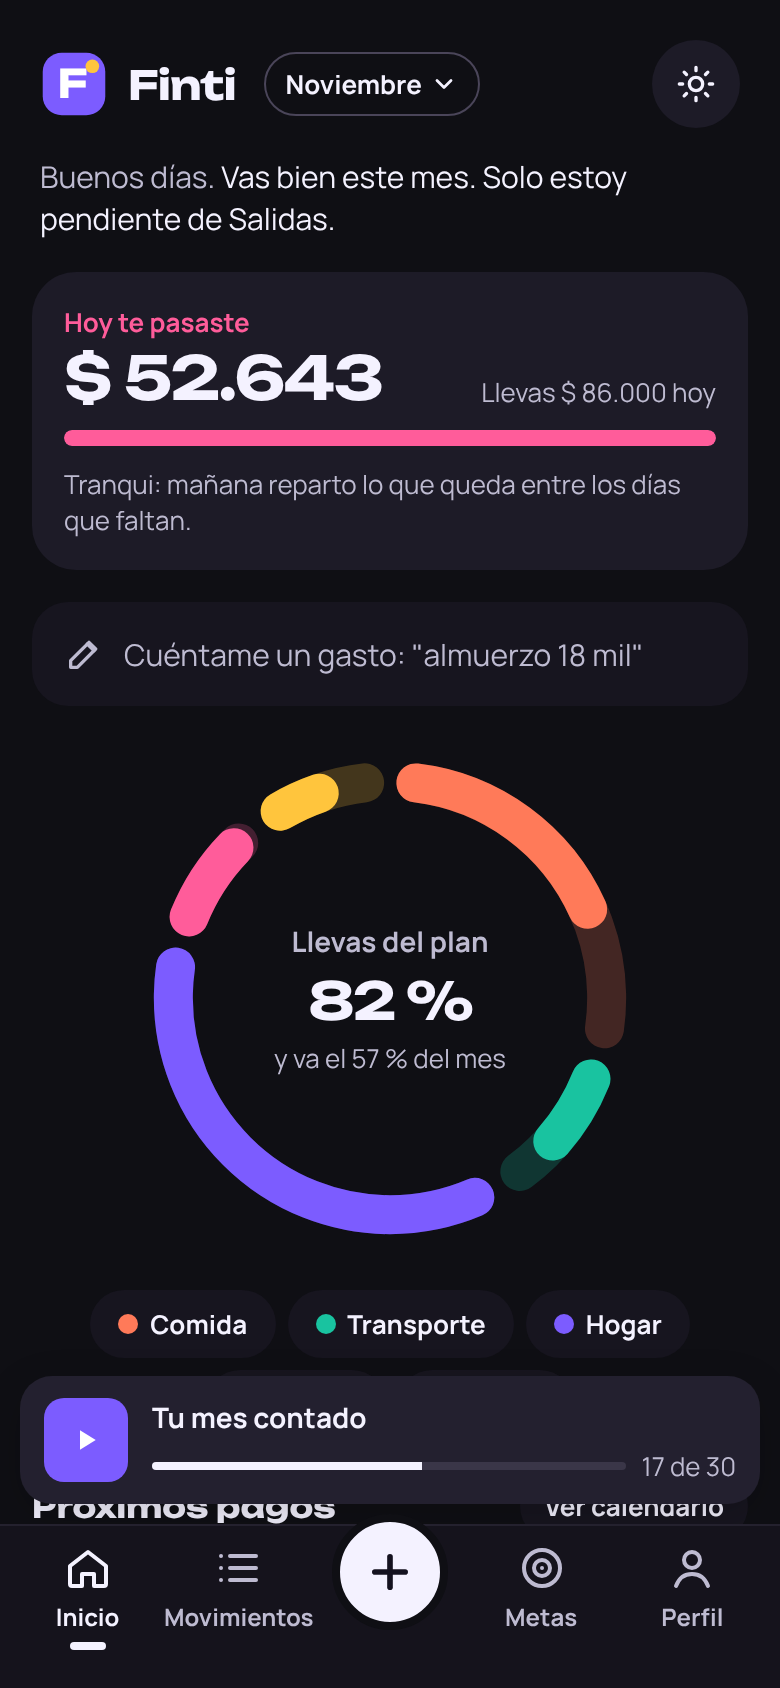 F
Finti
Noviembre
Buenos días. Vas bien este mes. Solo estoy
pendiente de Salidas.
Hoy te pasaste
$ 52.643
Llevas $ 86.000 hoy
Tranqui: mañana reparto lo que queda entre los días
que faltan.
Cuéntame un gasto: "almuerzo 18 mil"
Llevas del plan
82 %
y va el 57 % del mes
Comida
Transporte
Hogar
Tu mes contado
17 de 30
Próximos pagos
Ver calendario
Inicio
Movimientos
Metas
Perfil